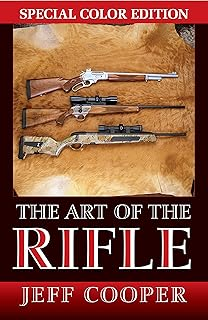 SPECIAL COLOR EDITION
THE ART OF THE
RIFLE
JEFF COOPER